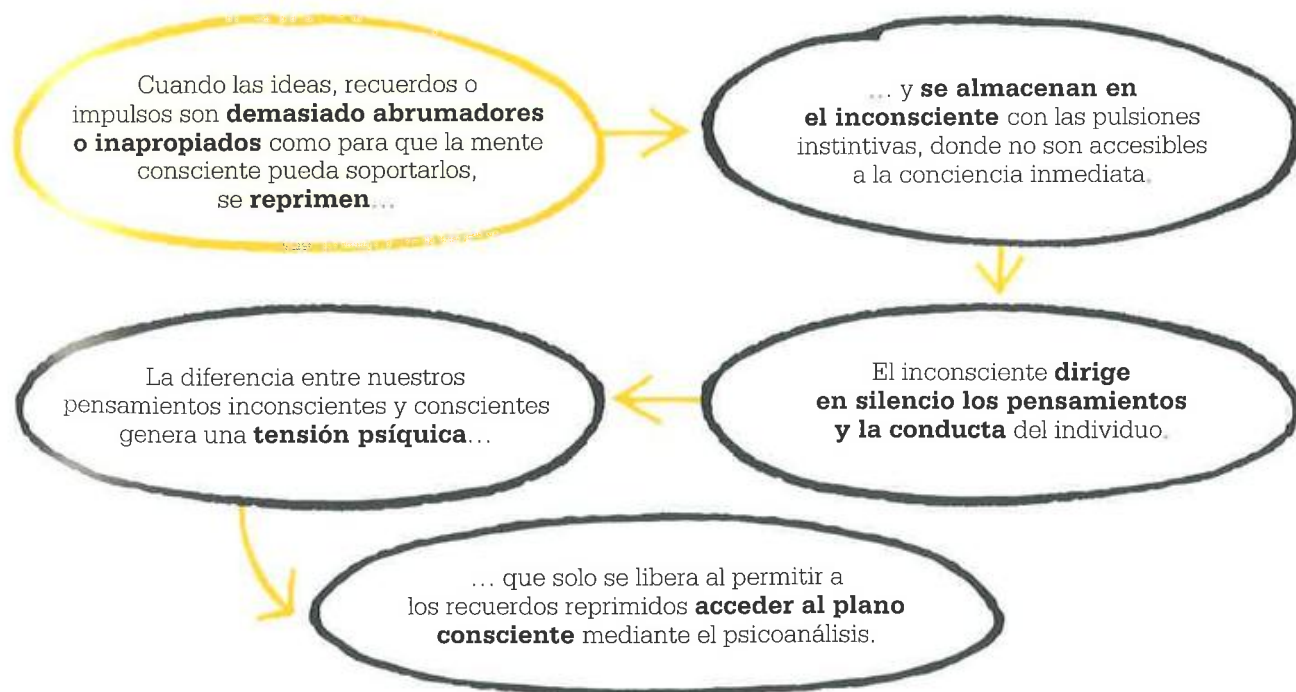 Cuando las ideas, recuerdos o
impulsos son demasiado abrumadores
o inapropiados como para que la mente
consciente pueda soportarlos,
se reprimen...
... y se almacenan en
el inconsciente con las pulsiones
instintivas, donde no son accesibles
a la conciencia inmediata.
El inconsciente dirige
en silencio los pensamientos
y la conducta del individuo.
La diferencia entre nuestros
pensamientos inconscientes y conscientes
genera una tensión psíquica...
... que solo se libera al permitir a
los recuerdos reprimidos acceder al plano
consciente mediante el psicoanálisis.